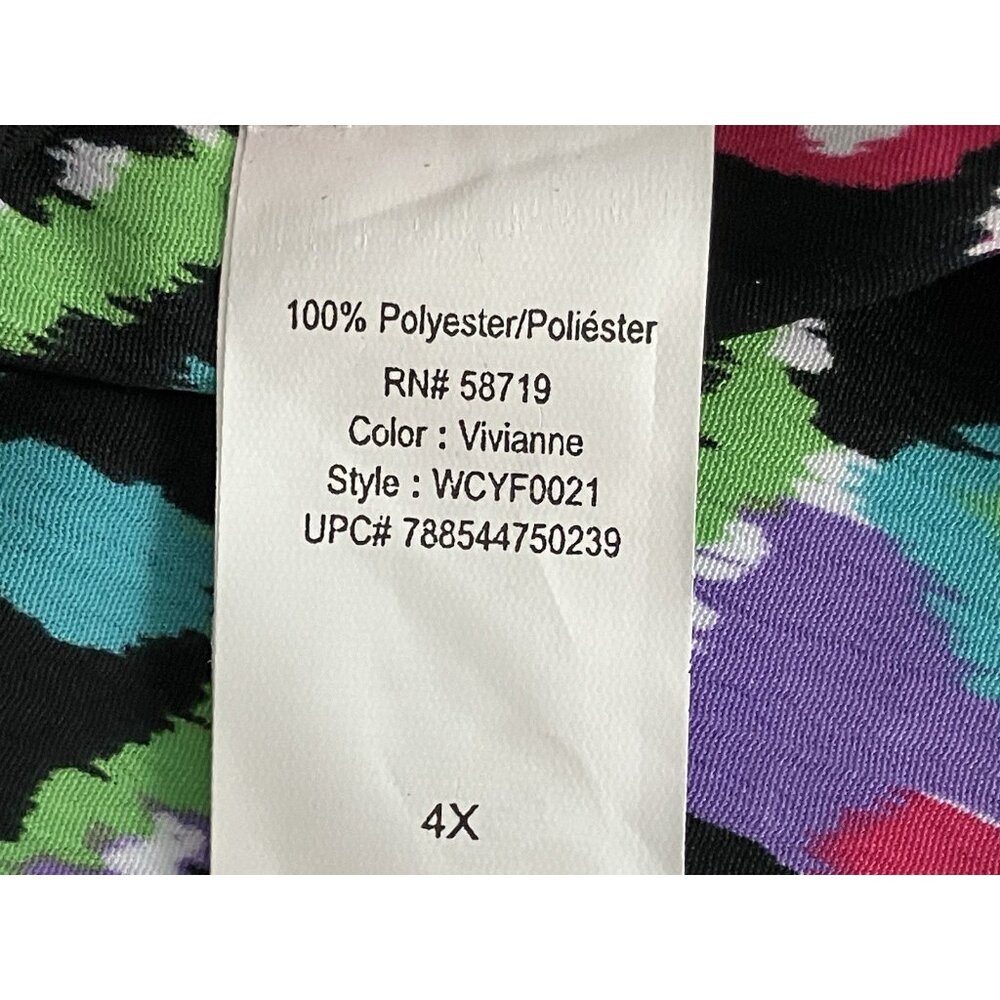 100% Polyester/Poliéster
RN# 58719
Color : Vivianne
Style : WCYF0021
UPC# 788544750239
4X